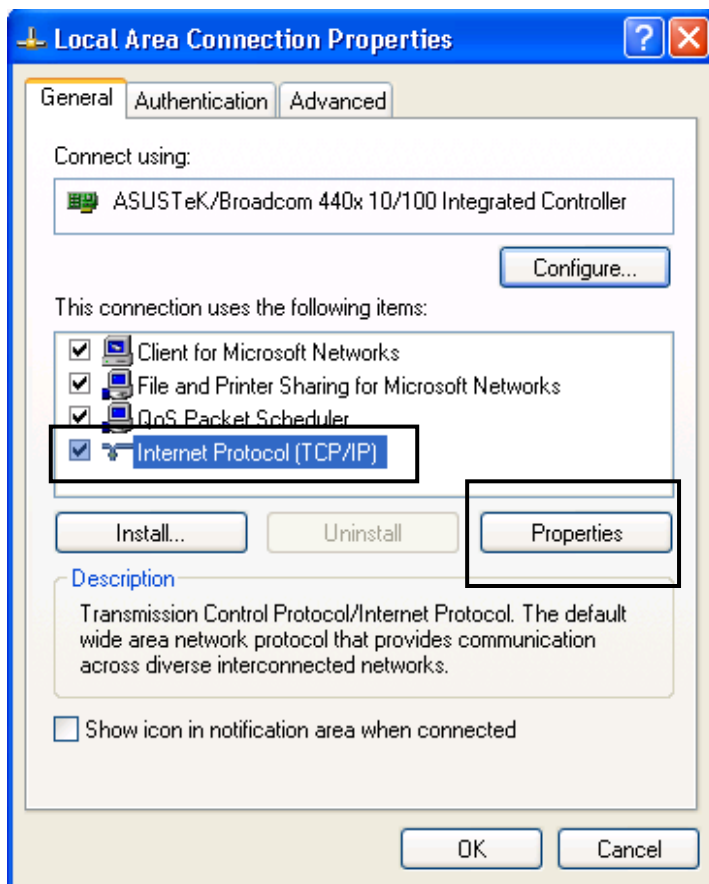 Local Area Connection Properties
General Authentication Advanced
Connect using:
ASUSTeK/Broadcom 440x 10/100 Integrated Controller
Configure...
This connection uses the following items:
Client for Microsoft Networks
File and Printer Sharing for Microsoft Networks
QoS Packet Scheduler
Internet Protocol (TCP/IP)
Install... Uninstall Properties
Description
Transmission Control Protocol/Internet Protocol. The default
wide area network protocol that provides communication
across diverse interconnected networks.
Show icon in notification area when connected
OK Cancel